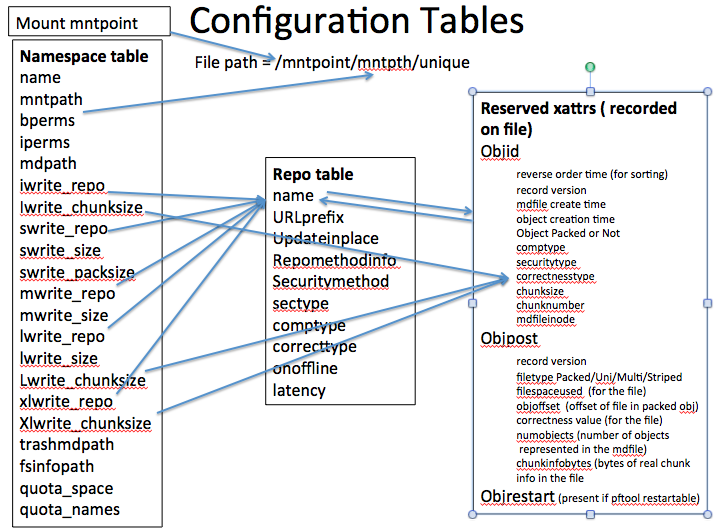 Configuration Tables
Mount mntpoint
File path = /mntpoint/mntpth/unique
Namespace table
name
mntpath
bperms
iperms
mdpath
iwrite_repo
Iwrite_chunksize
swrite_repo
swrite_size
swrite_packsize
mwrite_repo
mwrite_size
lwrite_repo
lwrite_size
Lwrite_chunksize
xlwrite_repo
Xlwrite_chunksize
trashmdpath
fsinfopath
quota_space
quota_names
Repo table
name
URLprefix
Updateinplace
Repomethodinfo
Securitymethod
sectype
comptype
correcttype
onoffline
latency
Reserved xattrs ( recorded
on file)
Objid
reverse order time (for sorting)
record version
mdfile create time
object creation time
Object Packed or Not
comptype
securitytype
correctnesstype
chunksize
chunknumber
mdfileinode
Objpost
record version
filetype Packed/Uni/Multi/Striped
filespaceused  (for the file)
objoffset  (offset of file in packed obj)
correctness value (for the file)
numobjects (number of objects
represented in the mdfile)
chunkinfobytes (bytes of real chunk
info in the file
Objrestart (present if pftool restartable)